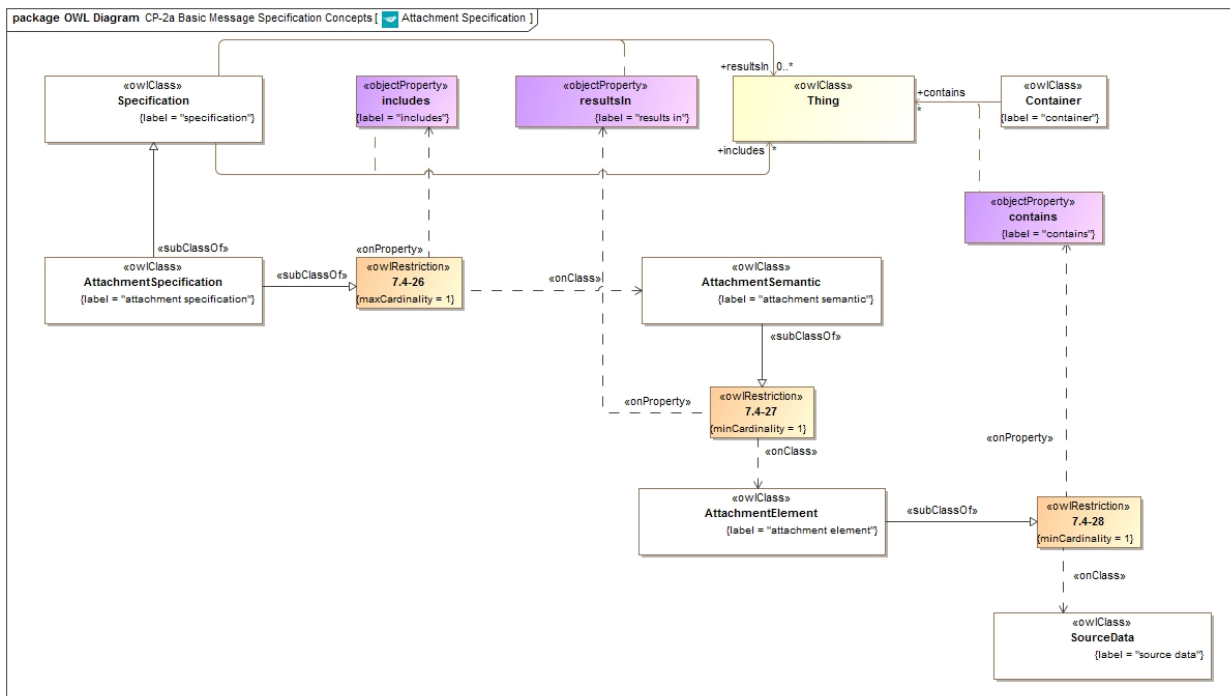 package OWL Diagram CP-2a Basic Message Specification Concepts [ Attachment Specification ]
«owlClass»
Specification
{label = "specification"}
«objectProperty»
includes
{label = "includes"}
«objectProperty»
resultsIn
{label = "results in"}
+resultsIn 0..*
«owlClass»
Thing
+includes *
+contains
*
«owlClass»
Container
{label = "container"}
«objectProperty»
contains
{label = "contains"}
«subClassOf»
«owlClass»
AttachmentSpecification
{label = "attachment specification"}
«subClassOf»
«onProperty»
«owlRestriction»
7.4-26
{maxCardinality = 1}
«onClass»
«owlClass»
AttachmentSemantic
{label = "attachment semantic"}
«subClassOf»
«onProperty»
«owlRestriction»
7.4-27
{minCardinality = 1}
«onClass»
«onProperty»
«owlClass»
AttachmentElement
{label = "attachment element"}
«subClassOf»
«owlRestriction»
7.4-28
{minCardinality = 1}
«onClass»
«owlClass»
SourceData
{label = "source data"}